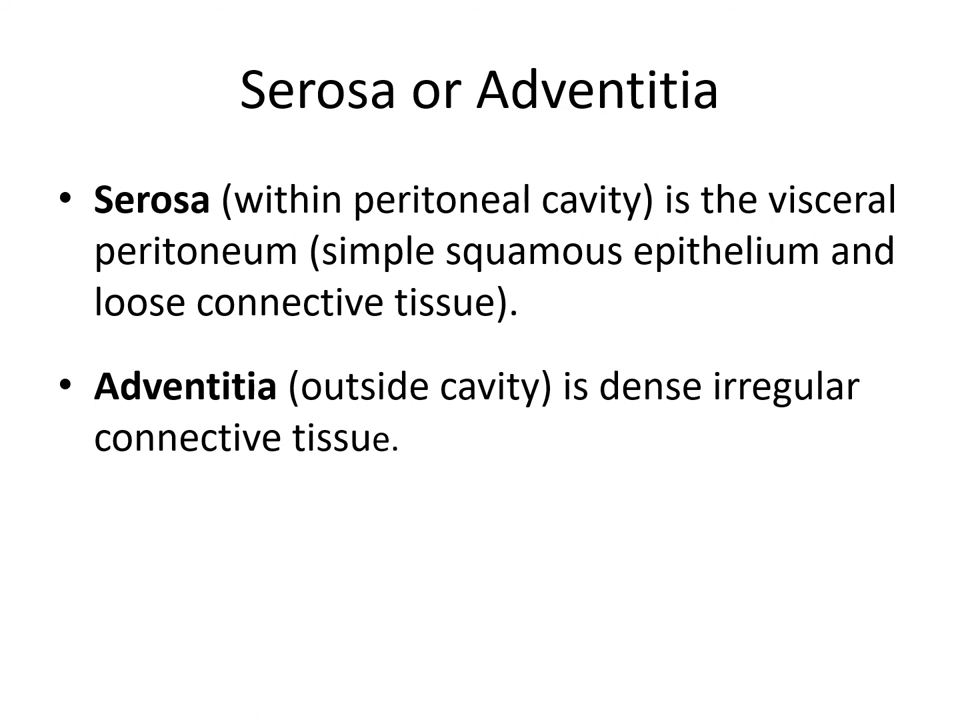 Serosa or Adventitia
• Serosa (within peritoneal cavity) is the visceral
peritoneum (simple squamous epithelium and
loose connective tissue).
• Adventitia (outside cavity) is dense irregular
connective tissue.